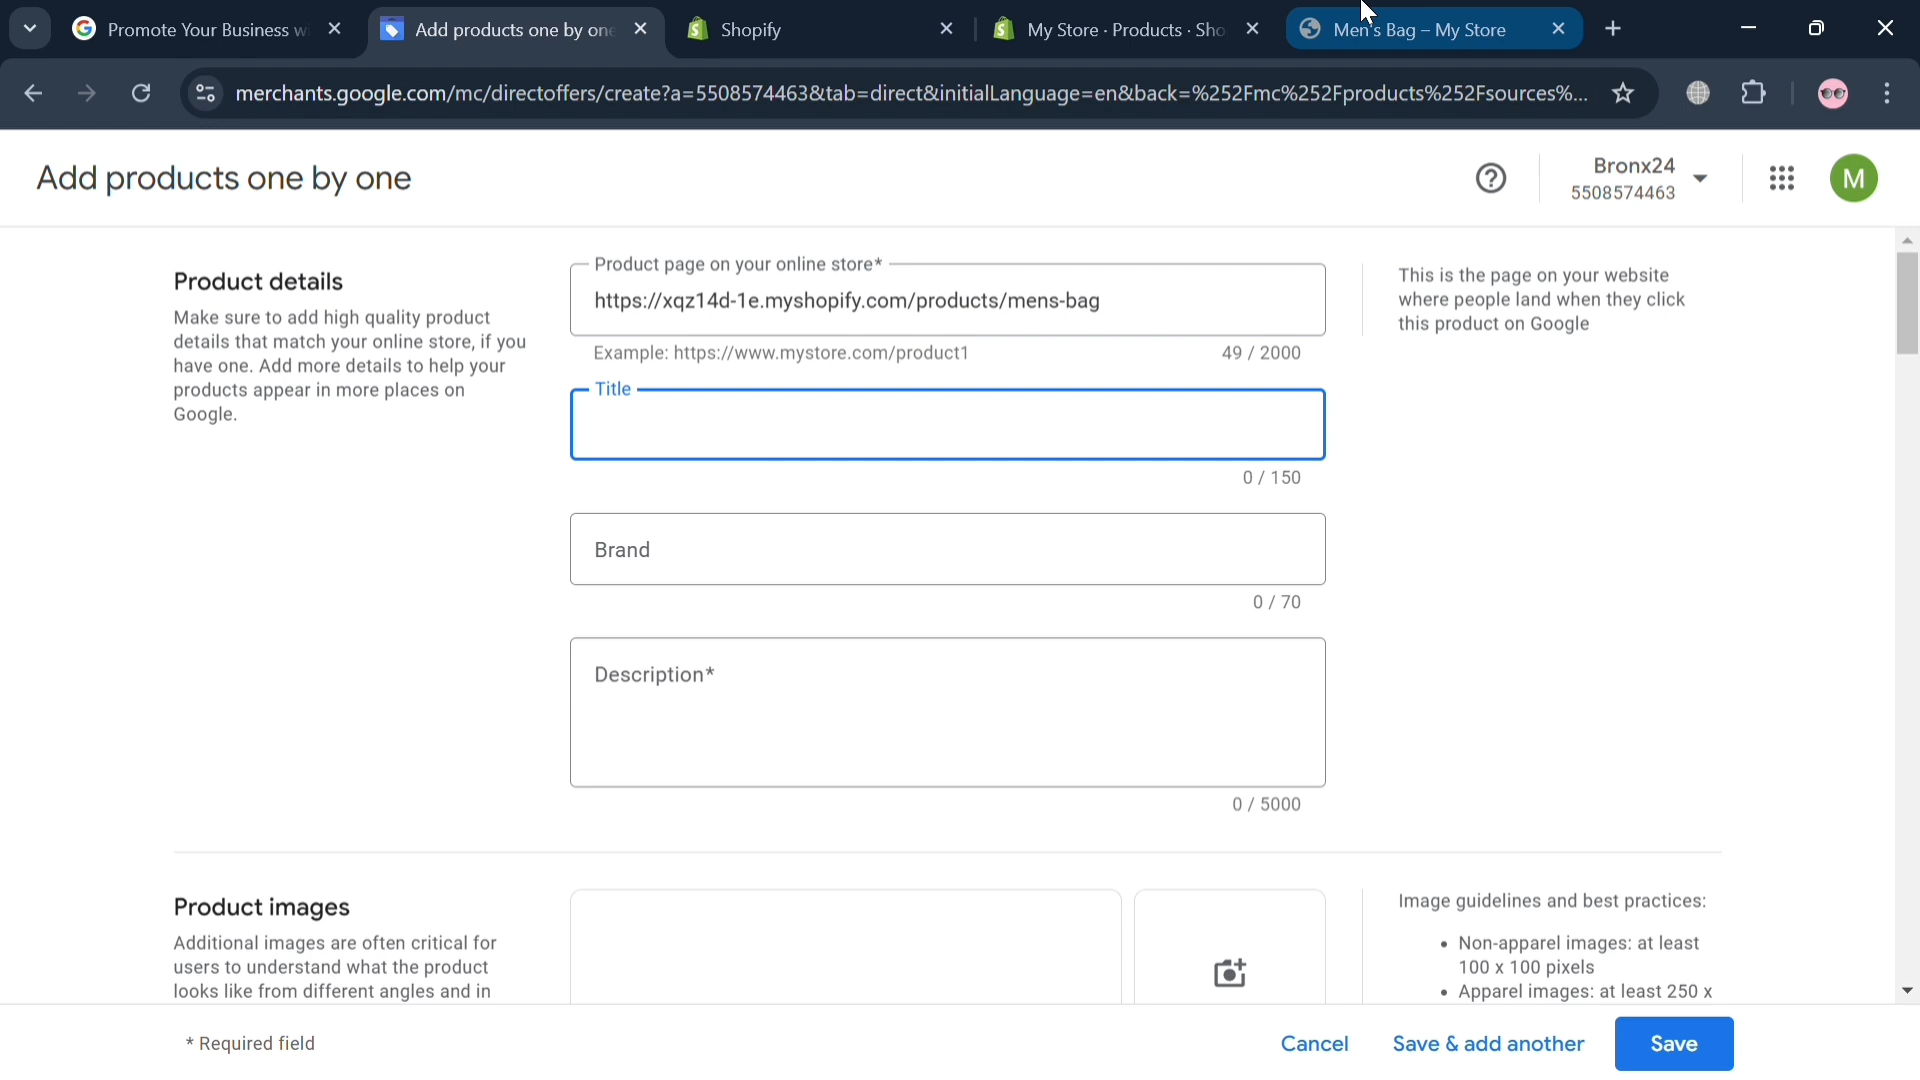 Promote Your Business w
Add products one by on
Shopify
My Store · Products · Sho
Men's Bag – My Store
merchants.google.com/mc/directoffers/create?a=5508574463&tab=direct&initialLanguage=en&back=%252Fmc%252Fproducts%252Fsources%...
Add products one by one
Bronx24
5508574463
M
Product details
Make sure to add high quality product
details that match your online store, if you
have one. Add more details to help your
products appear in more places on
Google.
Product page on your online store*
https://xqz14d-1e.myshopify.com/products/mens-bag
Example: https://www.mystore.com/product1
49 / 2000
This is the page on your website
where people land when they click
this product on Google
Title
0 / 150
Brand
0 / 70
Description*
0 / 5000
Product images
Additional images are often critical for
users to understand what the product
looks like from different angles and in
Image guidelines and best practices:
• Non-apparel images: at least
100 x 100 pixels
• Apparel images: at least 250 x
* Required field
Cancel
Save & add another
Save